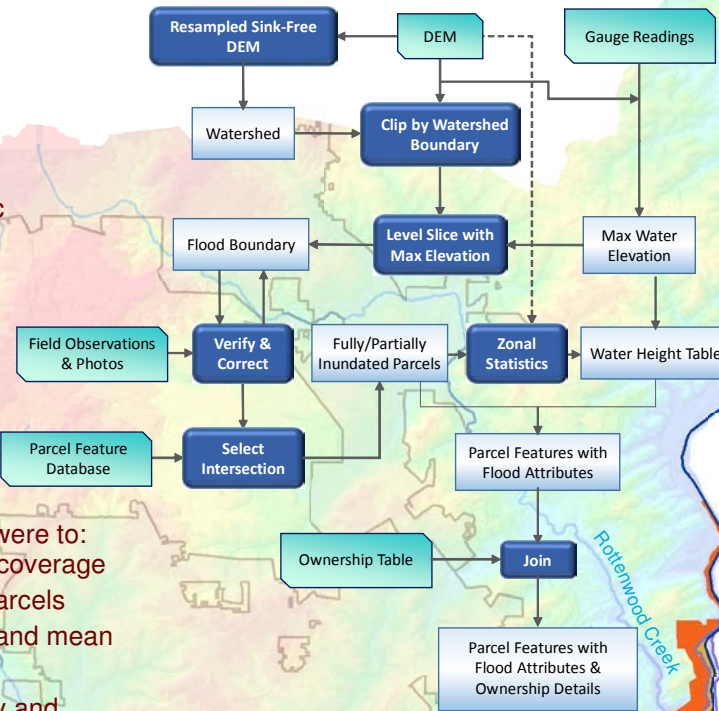 Resampled Sink-Free
DEM
DEM
Gauge Readings
Watershed
Clip by Watershed
Boundary
c
Flood Boundary
Level Slice with
Max Elevation
Max Water
Elevation
Field Observations
& Photos
Verify &
Correct
Fully/Partially
Inundated Parcels
Zonal
Statistics
Water Height Table
Parcel Feature
Database
Select
Intersection
Parcel Features with
Flood Attributes
were to:
coverage
arcels
and mean
y and
Ownership Table
Join
Rottenwood Creek
Parcel Features with
Flood Attributes &
Ownership Details